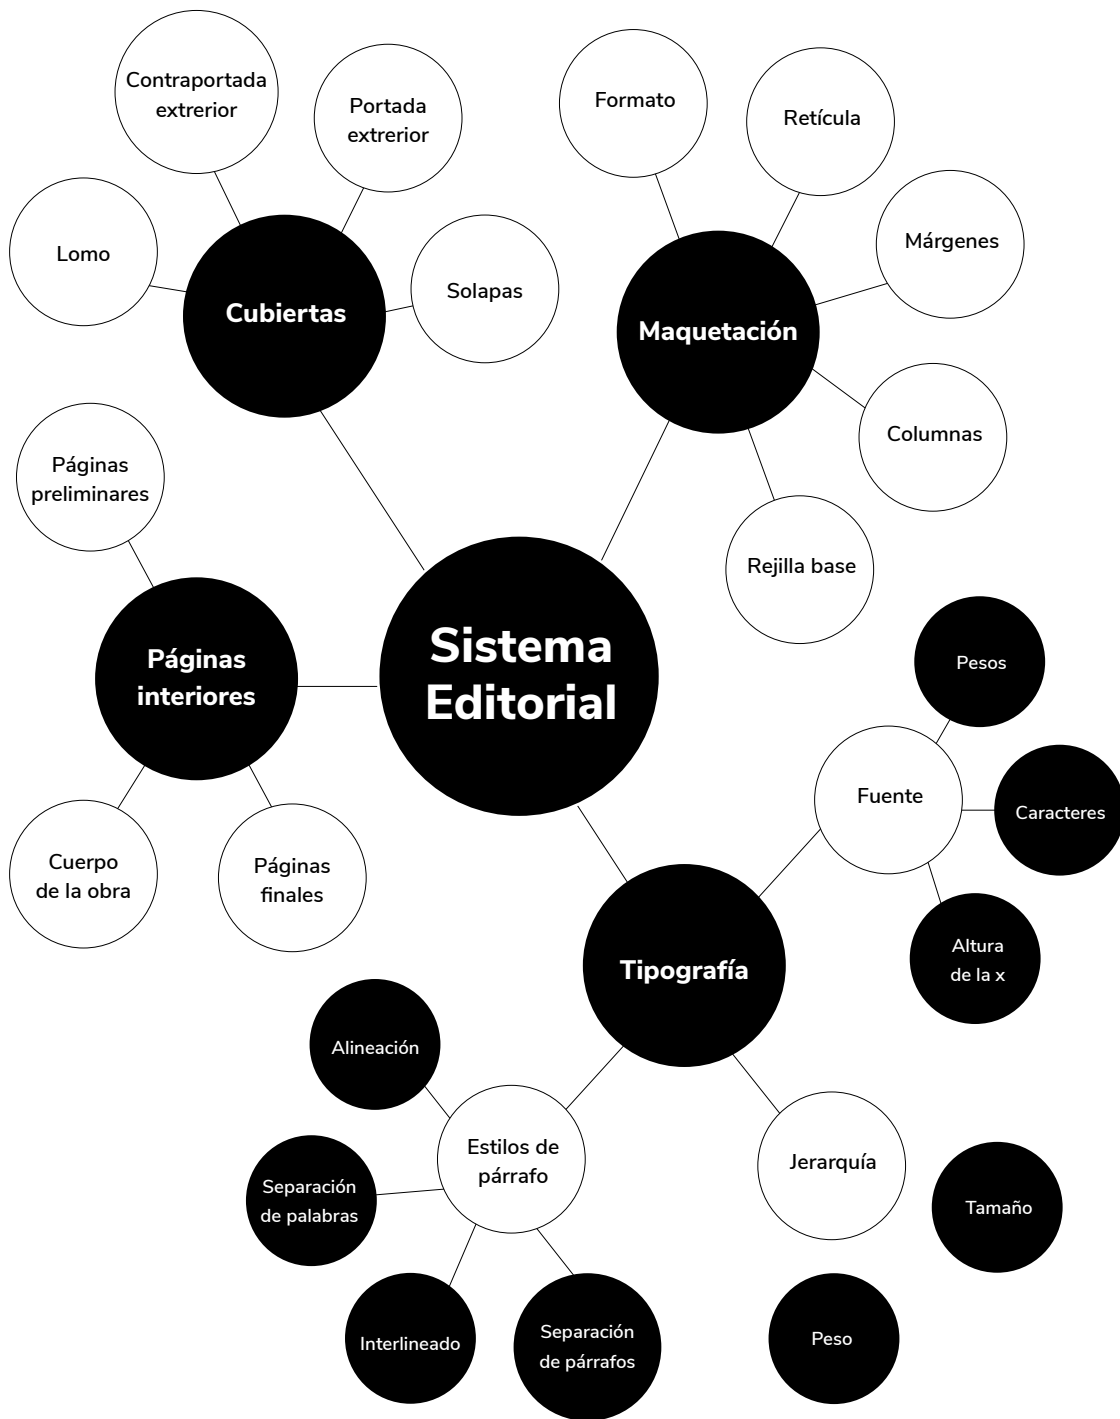 Contraportada
extrerior
Portada
extrerior
Lomo
Solapas
Cubiertas
Formato
Retícula
Márgenes
Maquetación
Columnas
Rejilla base
Páginas
preliminares
Páginas
interiores
Cuerpo
de la obra
Páginas
finales
Sistema
Editorial
Pesos
Fuente
Caracteres
Altura
de la x
Tipografía
Alineación
Estilos de
párrafo
Separación
de palabras
Interlineado
Separación
de párrafos
Jerarquía
Tamaño
Peso